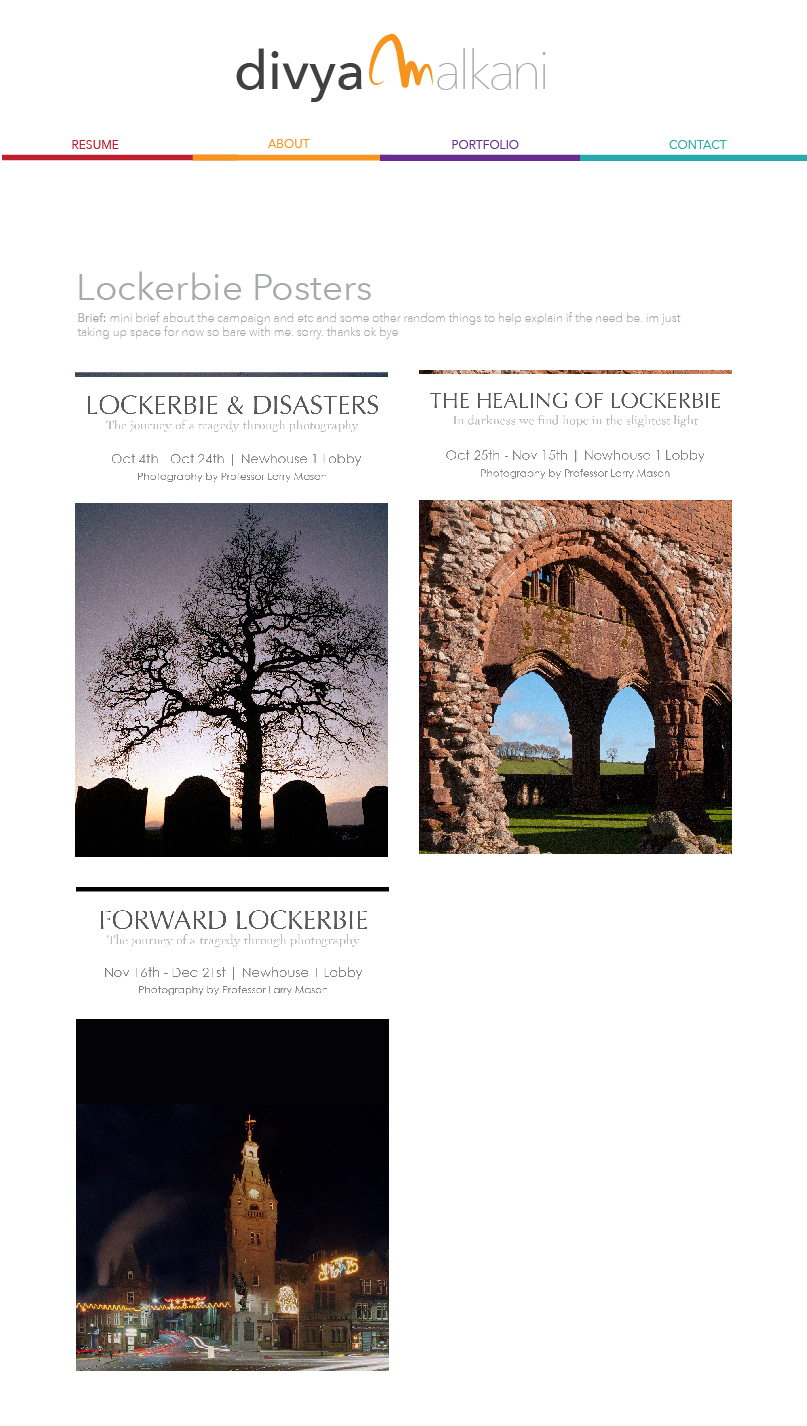 divya malkani
RESUME ABOUT PORTFOLIO CONTACT
Lockerbie Posters
Brief: mini brief about the campaign and etc and some other random things to help explain if the need be. im just
taking up space for now so bare with me. sorry. thanks ok bye
LOCKERBIE & DISASTERS
The journey of a tragedy through photography
Oct 4th - Oct 24th | Newhouse 1 Lobby
Photography by Professor Larry Mason
THE HEALING OF LOCKERBIE
In darkness we find hope in the slightest light
Oct 25th - Nov 15th | Newhouse 1 Lobby
Photography by Professor Larry Mason
FORWARD LOCKERBIE
The journey of a tragedy through photography
Nov 16th - Dec 21st | Newhouse 1 Lobby
Photography by Professor Larry Mason